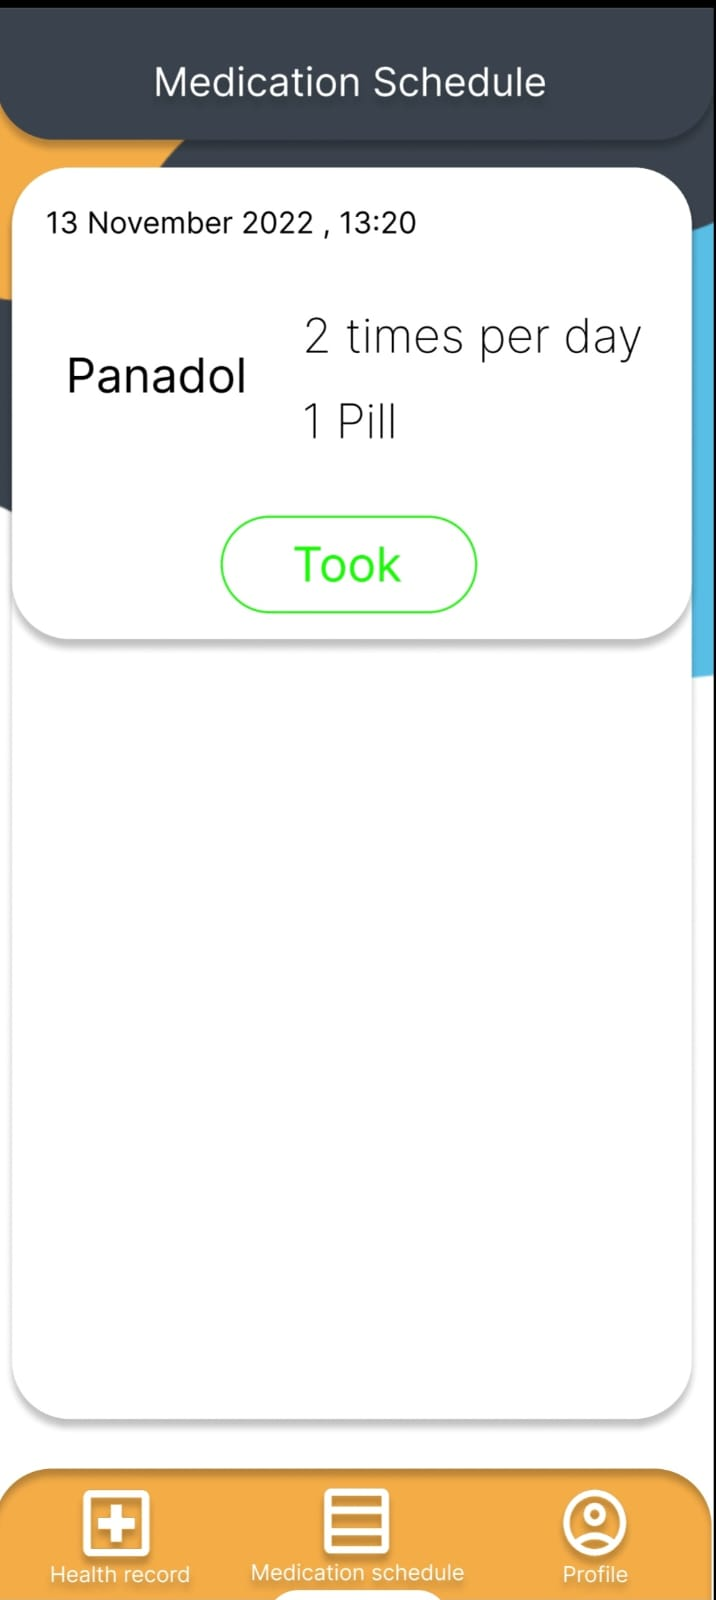 Medication Schedule
13 November 2022 , 13:20
2 times per day
Panadol
1 Pill
Took
Health record
Medication schedule
Profile